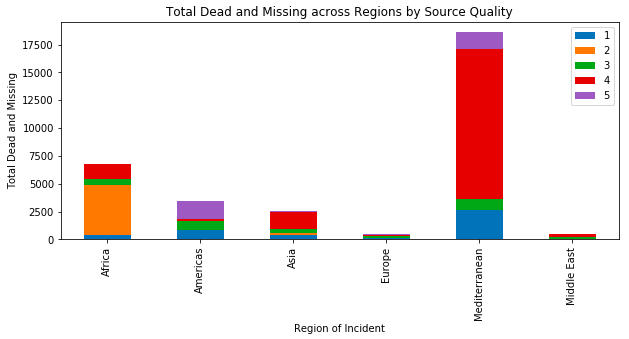 Total Dead and Missing across Regions by Source Quality
Total Dead and Missing
17500
15000
12500
10000
7500
5000
2500
0
1
2
3
4
5
Africa
Americas
Asia
Europe
Mediterranean
Middle East
Region of Incident